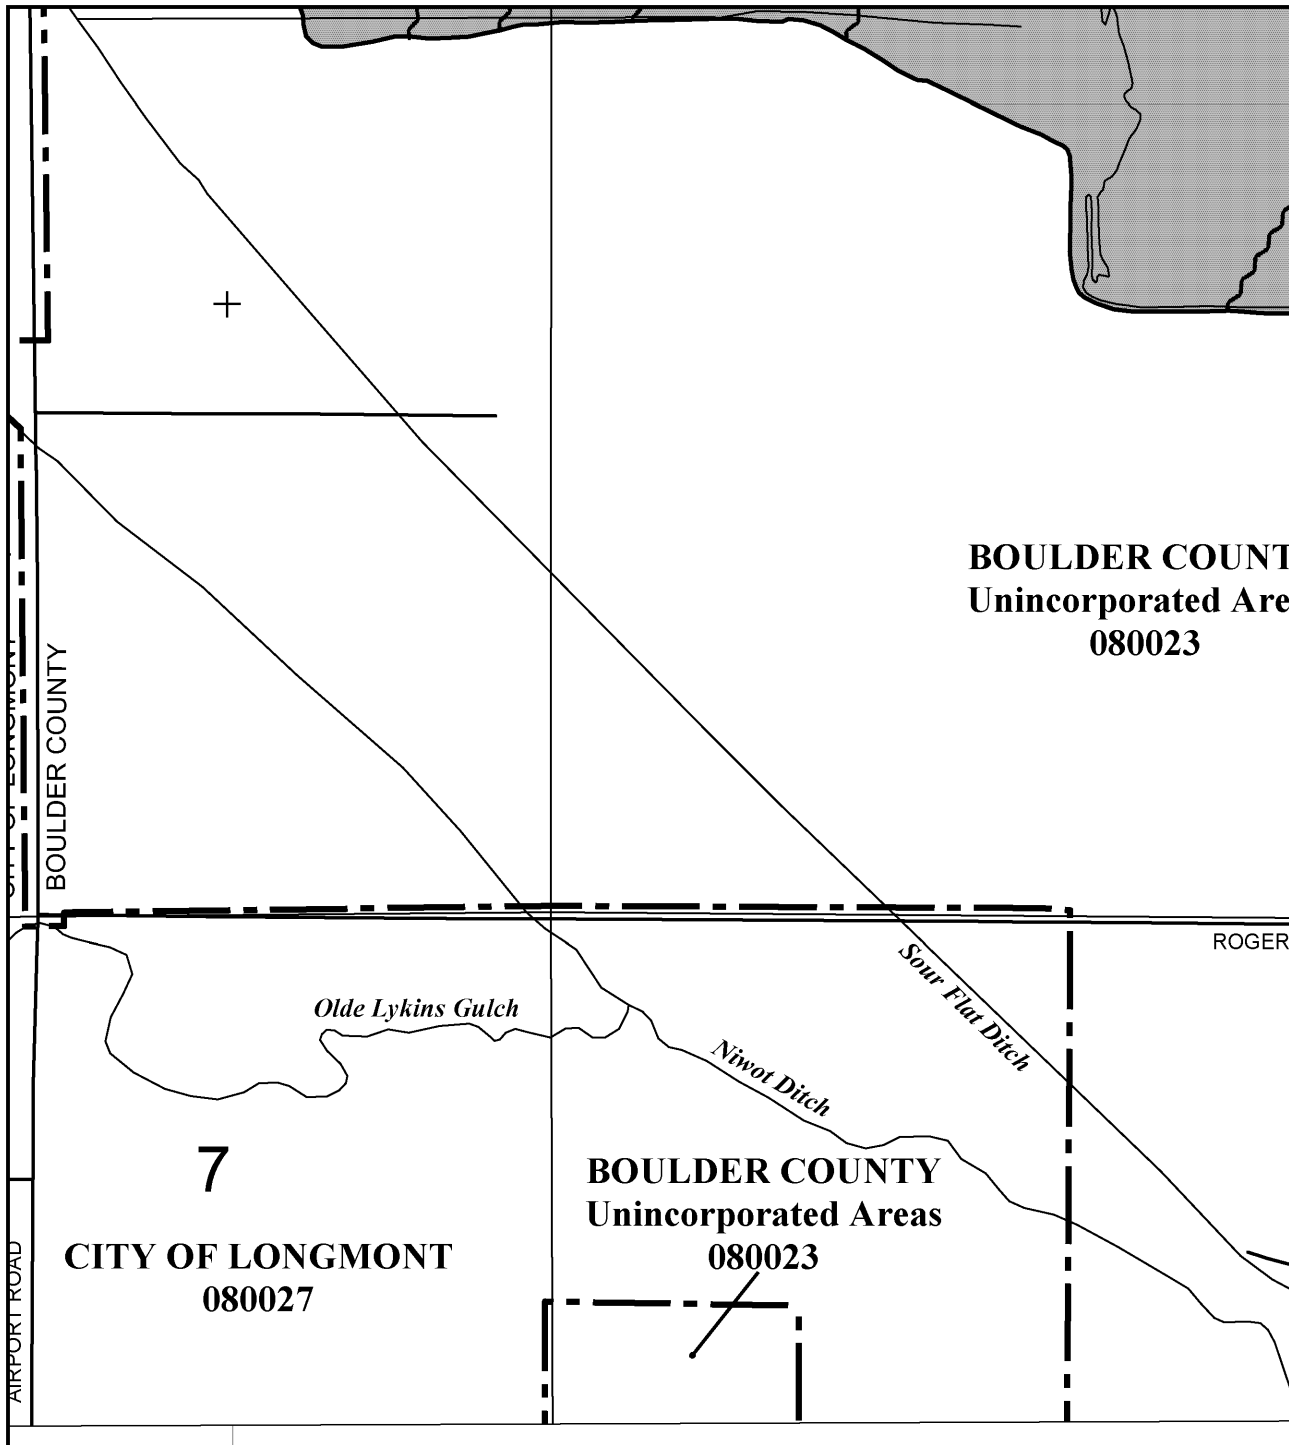 BOULDER COUNT
Unincorporated Are
080023
BOULDER COUNTY
ROGER
Sour Flat Ditch
Olde Lykins Gulch
Niwot Ditch
7
BOULDER COUNTY
Unincorporated Areas
080023
CITY OF LONGMONT
080027
AIRPORT ROAD